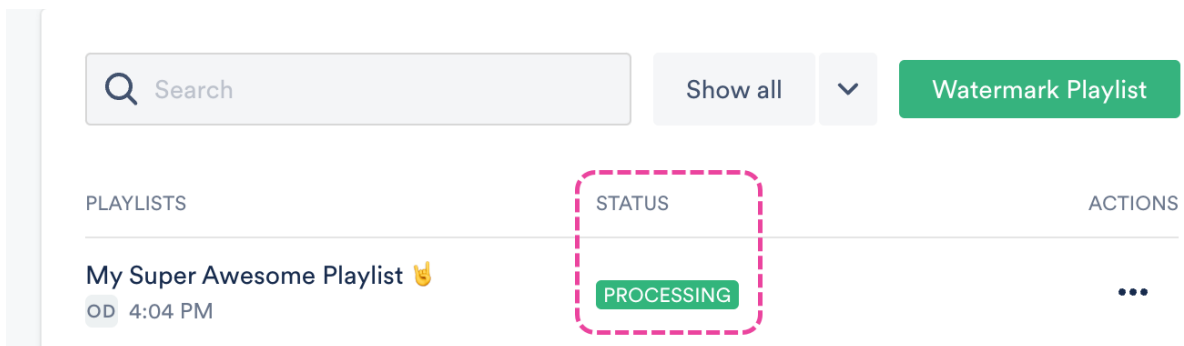 Search
Show all
Watermark Playlist
PLAYLISTS STATUS ACTIONS
My Super Awesome Playlist 🤘
PROCESSING
OD 4:04 PM